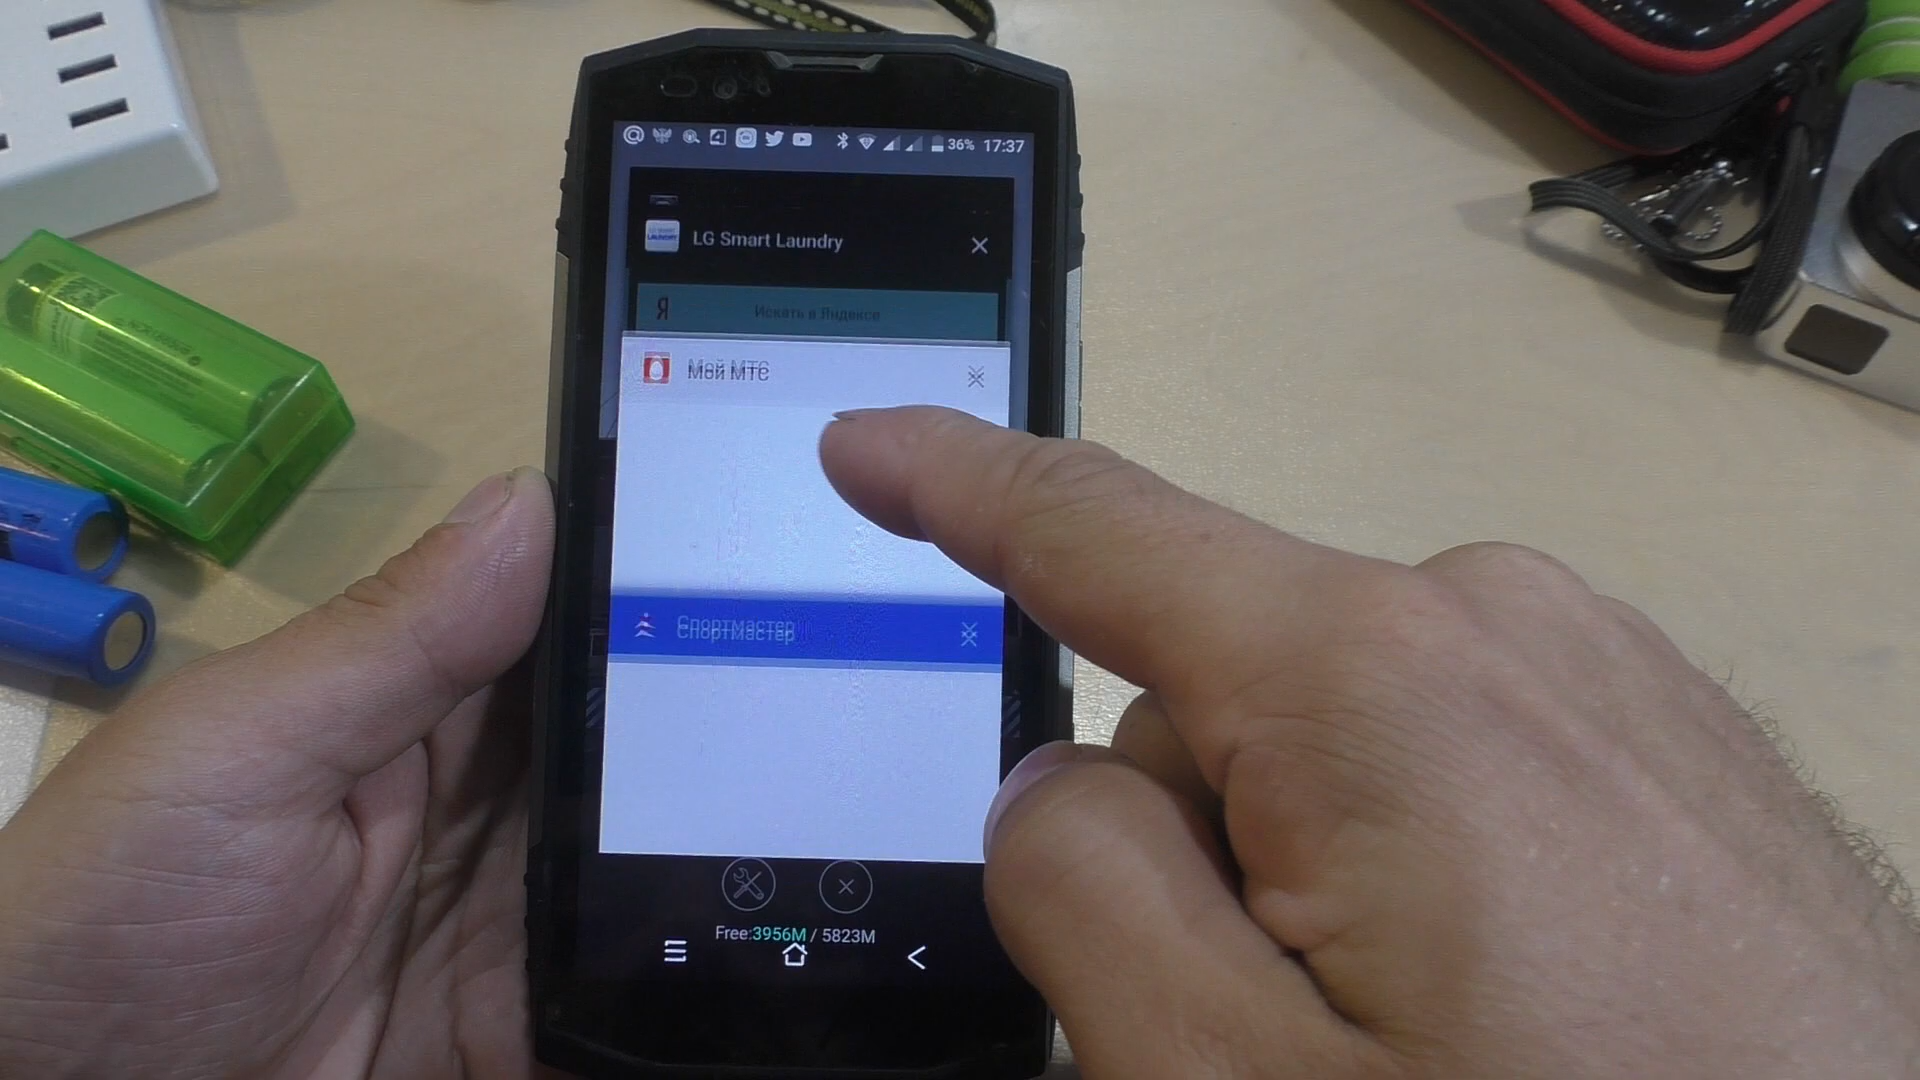 36% 17:37
LG Smart Laundry
Я Искать в Яндексе
Мой МТС
Спортмастер
Free:3956M / 5823M